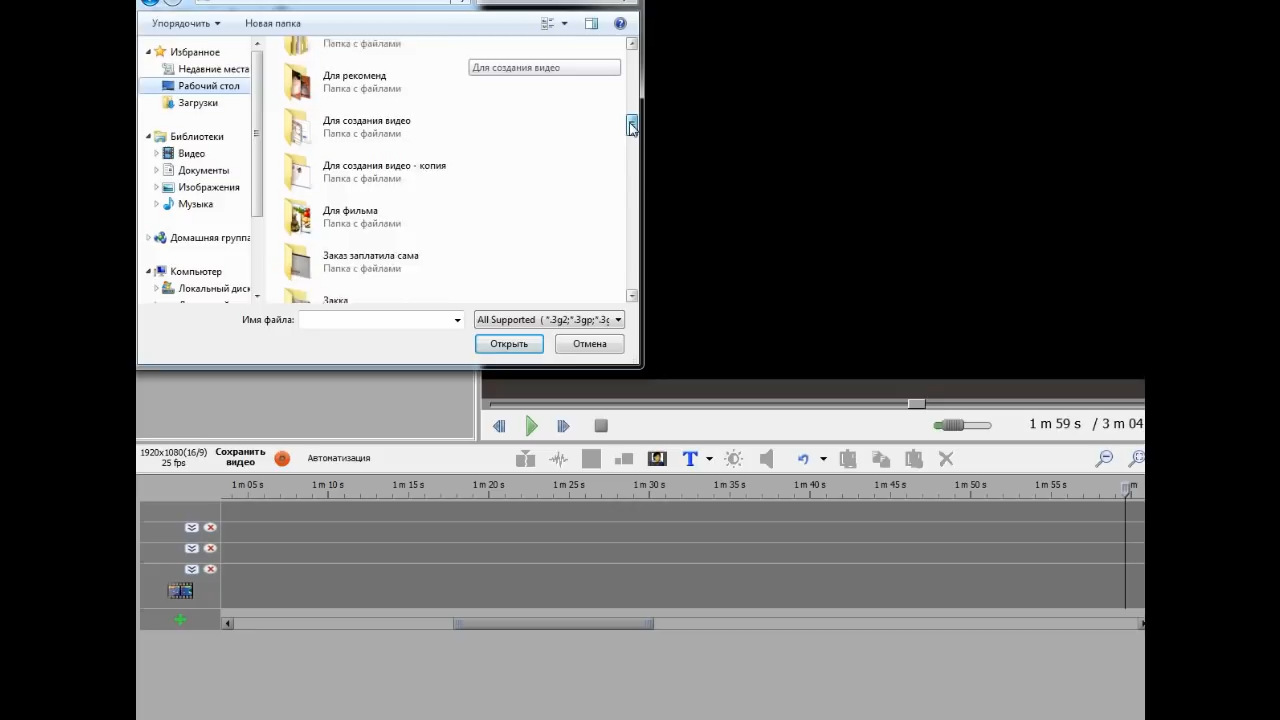 Упорядочить
Новая папка
Избранное
Недавние места
Рабочий стол
Загрузки
Библиотеки
Видео
Документы
Изображения
Музыка
Домашняя группа
Компьютер
Локальный диск
Папка с файлами
Для рекоменд
Папка с файлами
Для создания видео
Папка с файлами
Для создания видео - копия
Папка с файлами
Для фильма
Папка с файлами
Заказ заплатила сама
Папка с файлами
Закка
Для создания видео
Имя файла:
All Supported ( *.3g2;*.3gp;*.3g
Открыть
Отмена
1 m 59 s / 3 m 04
1920x1080(16/9)
25 fps
Сохранить
видео
Автоматизация
T
1 m 05 s 1 m 10 s 1 m 15 s 1 m 20 s 1 m 25 s 1 m 30 s 1 m 35 s 1 m 40 s 1 m 45 s 1 m 50 s 1 m 55 s m